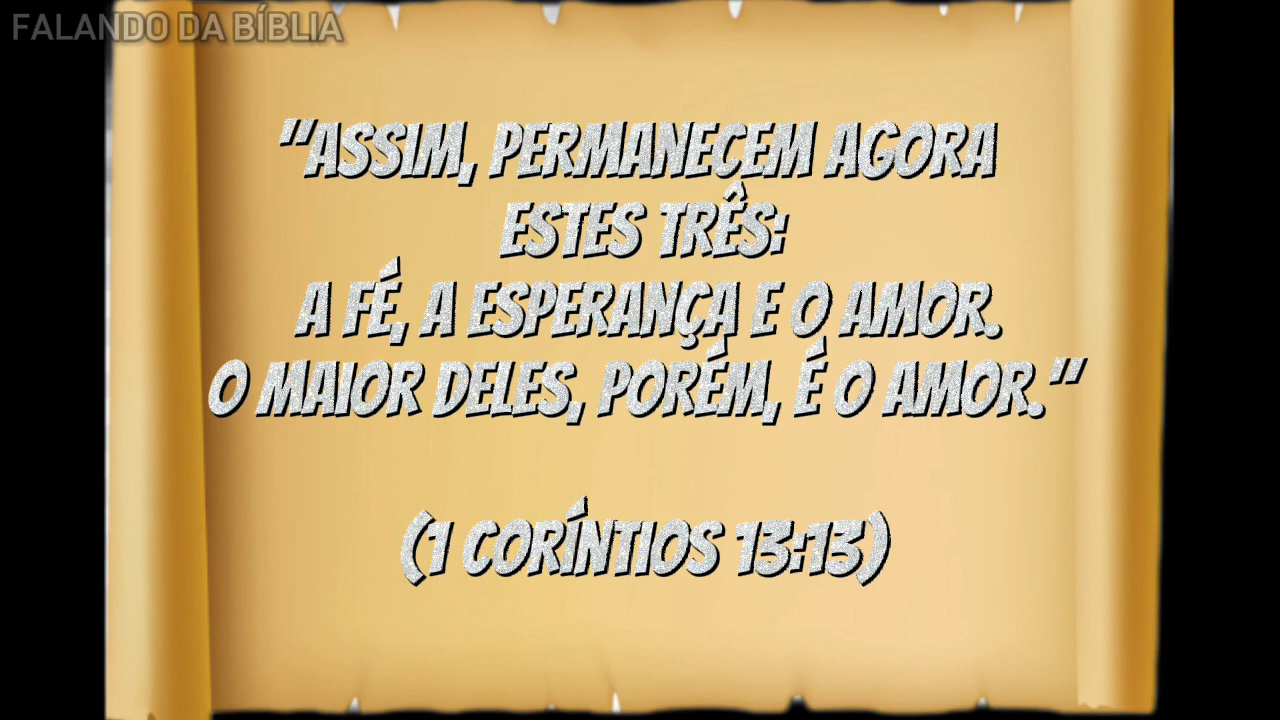 FALANDO DA BÍBLIA
"ASSIM, PERMANECEM AGORA
ESTES TRÊS:
A FÉ, A ESPERANÇA E O AMOR.
O MAIOR DELES, PORÉM, É O AMOR."
(1 CORÍNTIOS 13:13)